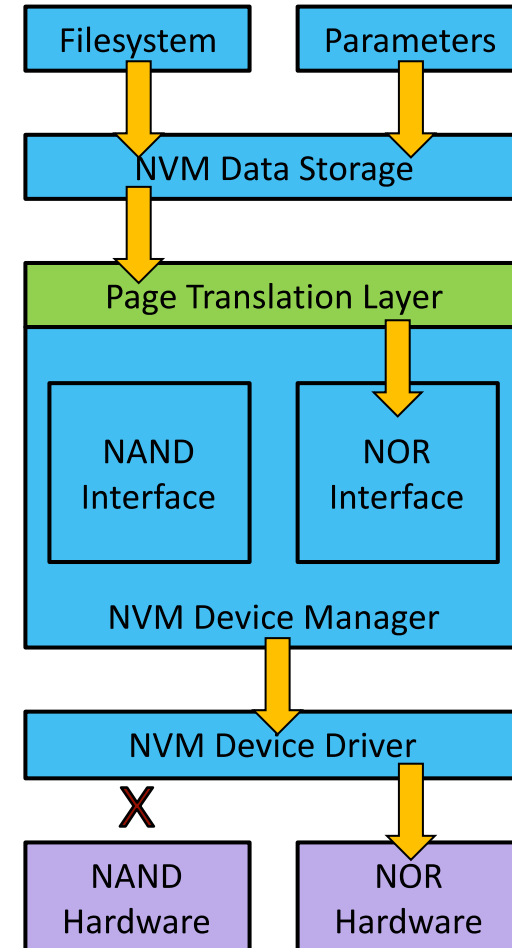 Filesystem
Parameters
NVM Data Storage
Page Translation Layer
NAND
Interface
NOR
Interface
NVM Device Manager
NVM Device Driver
X
NAND
Hardware
NOR
Hardware